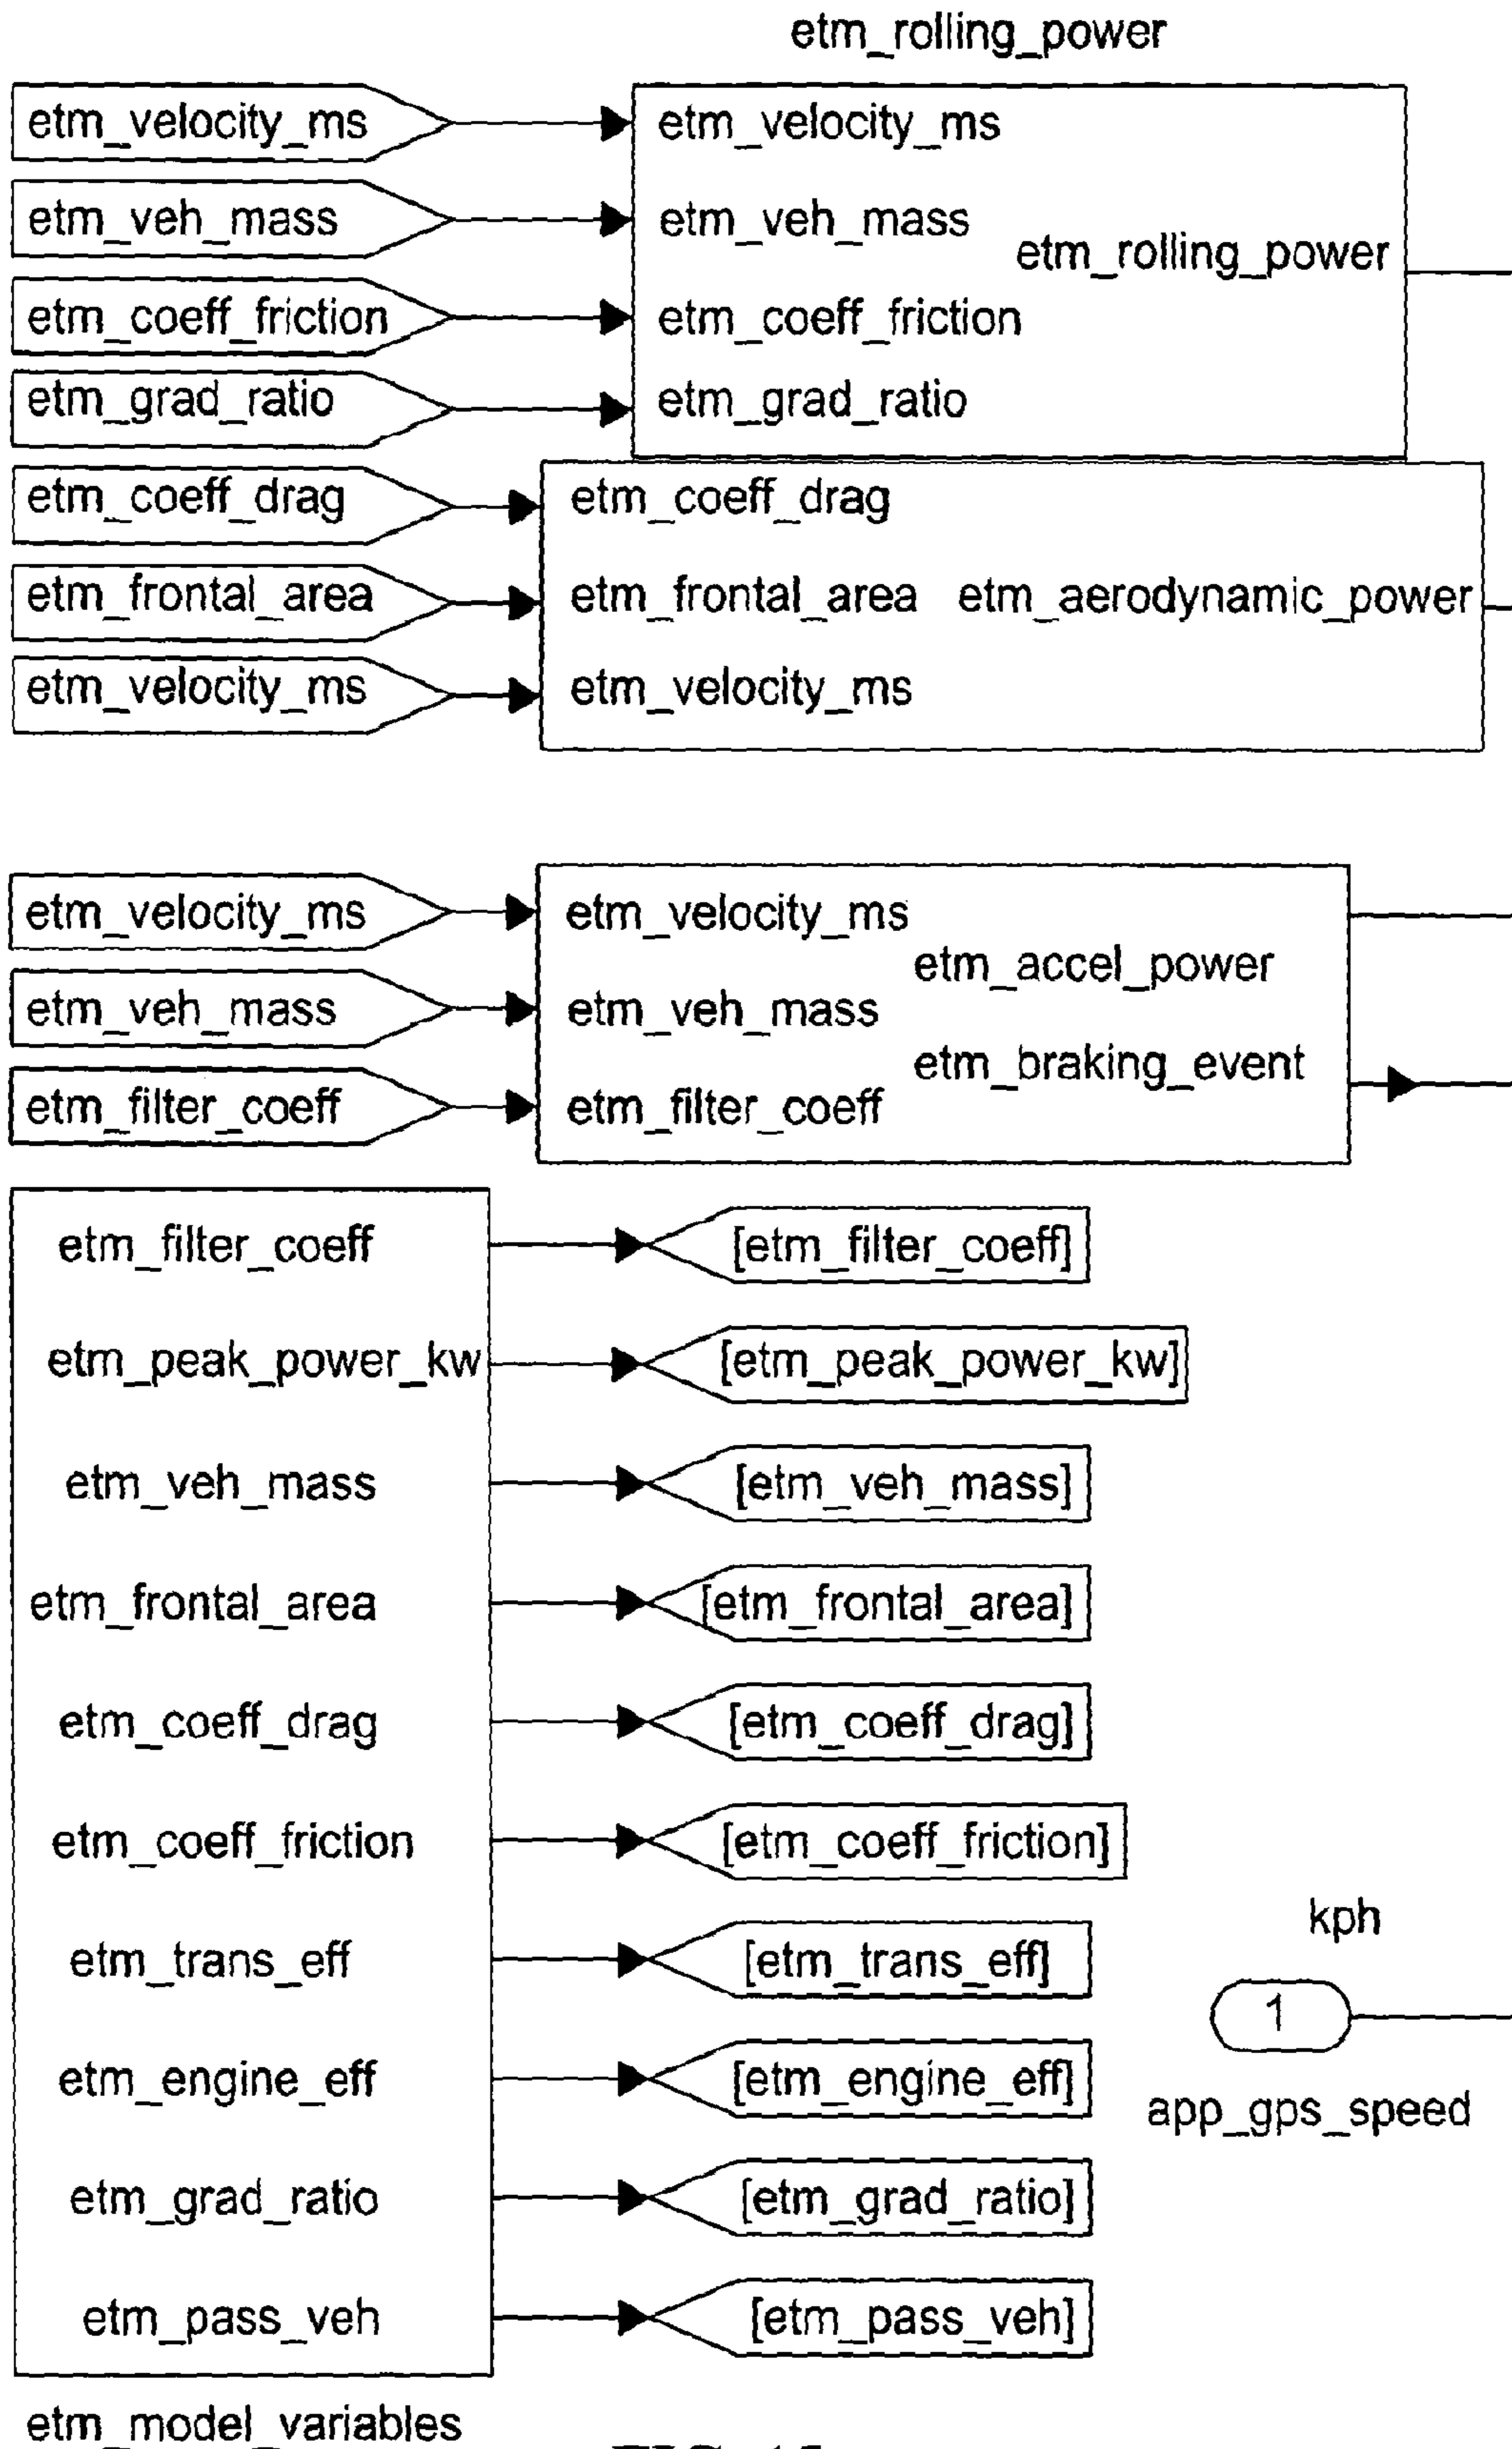 etm_rolling_power
etm_velocity_ms
etm_veh_mass
etm_coeff_friction
etm_grad_ratio
etm_velocity_ms
etm_veh_mass
etm_coeff_friction
etm_grad_ratio
etm_rolling_power
etm_coeff_drag
etm_frontal_area
etm_velocity_ms
etm_coeff_drag
etm_frontal_area
etm_velocity_ms
etm_aerodynamic_power
etm_velocity_ms
etm_veh_mass
etm_filter_coeff
etm_velocity_ms
etm_veh_mass
etm_filter_coeff
etm_accel_power
etm_braking_event
etm_filter_coeff
[etm_filter_coeff]
etm_peak_power_kw
[etm_peak_power_kw]
etm_veh_mass
[etm_veh_mass]
etm_frontal_area
[etm_frontal_area]
etm_coeff_drag
[etm_coeff_drag]
etm_coeff_friction
[etm_coeff_friction]
etm_trans_eff
[etm_trans_eff]
etm_engine_eff
[etm_engine_eff]
etm_grad_ratio
[etm_grad_ratio]
etm_pass_veh
[etm_pass_veh]
etm_model_variables
kph
1
app_gps_speed